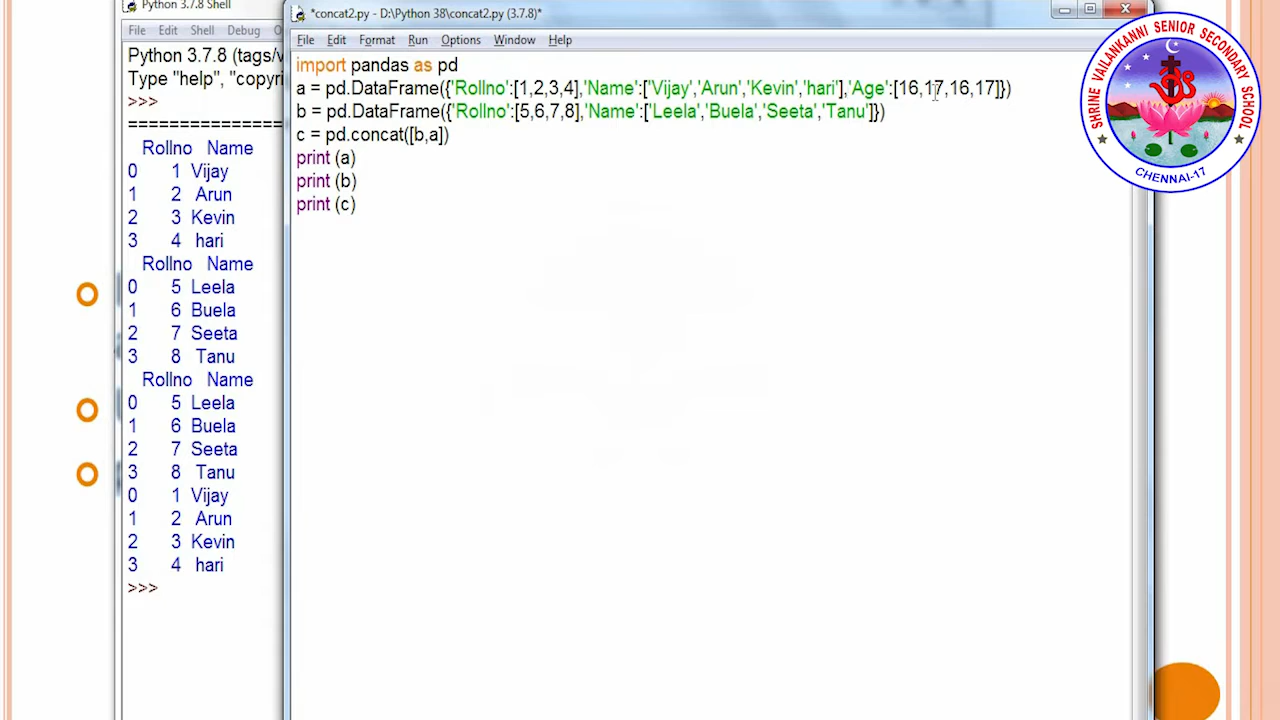 Python 3.7.8 Shell
File Edit Shell Debug
Python 3.7.8 (tags/v
Type "help", "copyri
>>>
==================
Rollno Name
0 1 Vijay
1 2 Arun
2 3 Kevin
3 4 hari
Rollno Name
0 5 Leela
1 6 Buela
2 7 Seeta
3 8 Tanu
Rollno Name
0 5 Leela
1 6 Buela
2 7 Seeta
3 8 Tanu
0 1 Vijay
1 2 Arun
2 3 Kevin
3 4 hari
>>>
*concat2.py - D:\Python 38\concat2.py (3.7.8)*
File Edit Format Run Options Window Help
import pandas as pd
a = pd.DataFrame({'Rollno':[1,2,3,4],'Name':['Vijay','Arun','Kevin','hari'],'Age':[16,17,16,17]})
b = pd.DataFrame({'Rollno':[5,6,7,8],'Name':['Leela','Buela','Seeta','Tanu']})
c = pd.concat([b,a])
print (a)
print (b)
print (c)
SHRINE VAILANKANNI SENIOR SECONDARY SCHOOL
CHENNAI-17